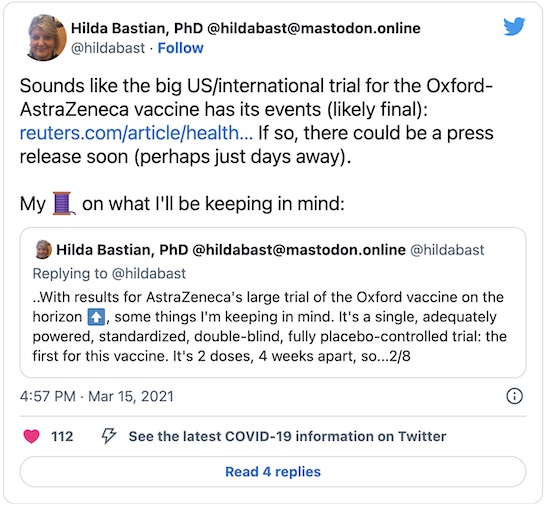 Hilda Bastian, PhD @hildabast@mastodon.online
@hildabast · Follow
Sounds like the big US/international trial for the Oxford-
AstraZeneca vaccine has its events (likely final):
reuters.com/article/health... If so, there could be a press
release soon (perhaps just days away).
My 🧵 on what I'll be keeping in mind:
Hilda Bastian, PhD @hildabast@mastodon.online @hildabast
Replying to @hildabast
..With results for AstraZeneca's large trial of the Oxford vaccine on the
horizon ⬆️, some things I'm keeping in mind. It's a single, adequately
powered, standardized, double-blind, fully placebo-controlled trial: the
first for this vaccine. It's 2 doses, 4 weeks apart, so...2/8
4:57 PM · Mar 15, 2021
112 See the latest COVID-19 information on Twitter
Read 4 replies